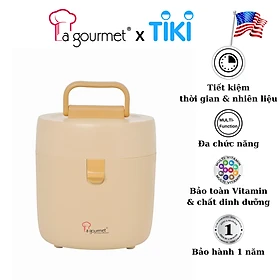 La gourmet® x TIKI
Tiết kiệm
thời gian & nhiên liệu
MULTI-
Function
Đa chức năng
Bảo toàn Vitamin
& chất dinh dưỡng
1
Bảo hành 1 năm
La gourmet